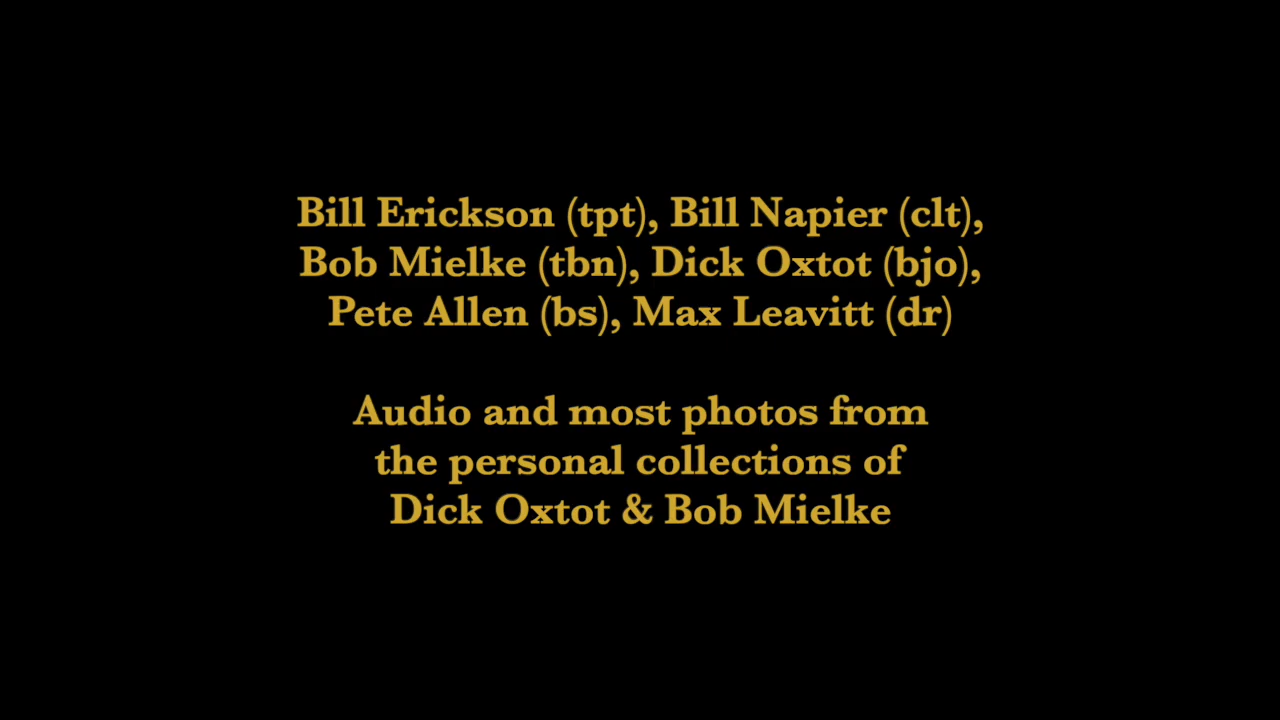 Bill Erickson (tpt), Bill Napier (clt),
Bob Mielke (tbn), Dick Oxtot (bjo),
Pete Allen (bs), Max Leavitt (dr)
Audio and most photos from
the personal collections of
Dick Oxtot & Bob Mielke